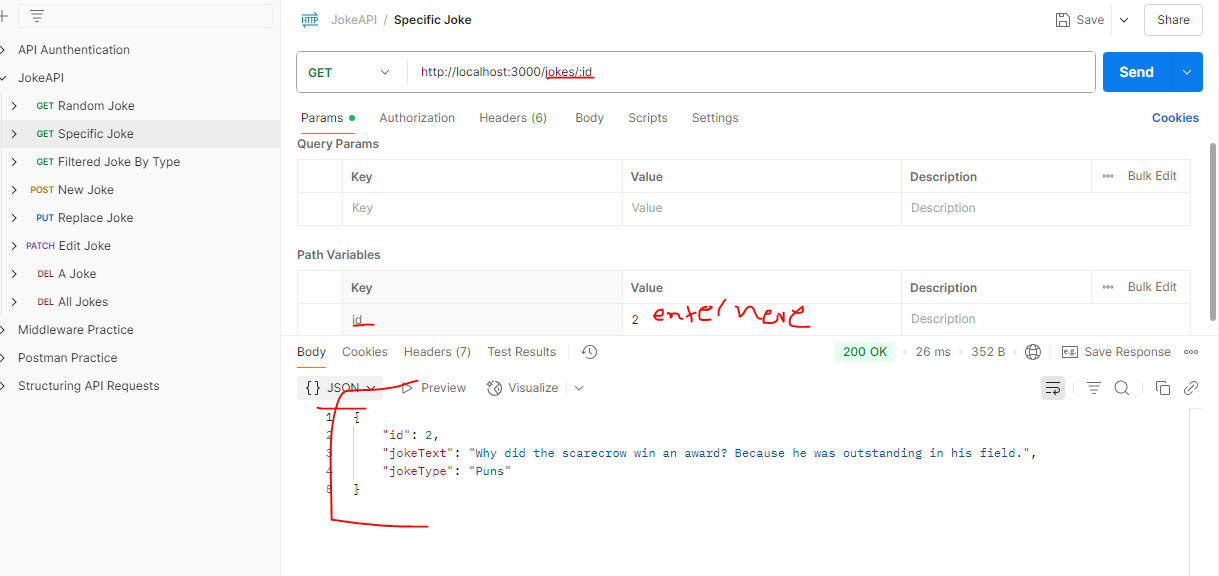 HTTP JokeAPI / Specific Joke Save Share
API Aunthentication
JokeAPI
GET Random Joke
GET Specific Joke
GET Filtered Joke By Type
POST New Joke
PUT Replace Joke
PATCH Edit Joke
DEL A Joke
DEL All Jokes
Middleware Practice
Postman Practice
Structuring API Requests
GET http://localhost:3000/jokes/:id Send
Params Authorization Headers (6) Body Scripts Settings Cookies
Query Params
Key Value Description Bulk Edit
Key Value Description
Path Variables
Key Value Description Bulk Edit
id 2 enter here Description
Body Cookies Headers (7) Test Results 200 OK 26 ms 352 B e.g. Save Response
{} JSON Preview Visualize
1 {
2 "id": 2,
3 "jokeText": "Why did the scarecrow win an award? Because he was outstanding in his field.",
4 "jokeType": "Puns"
5 }